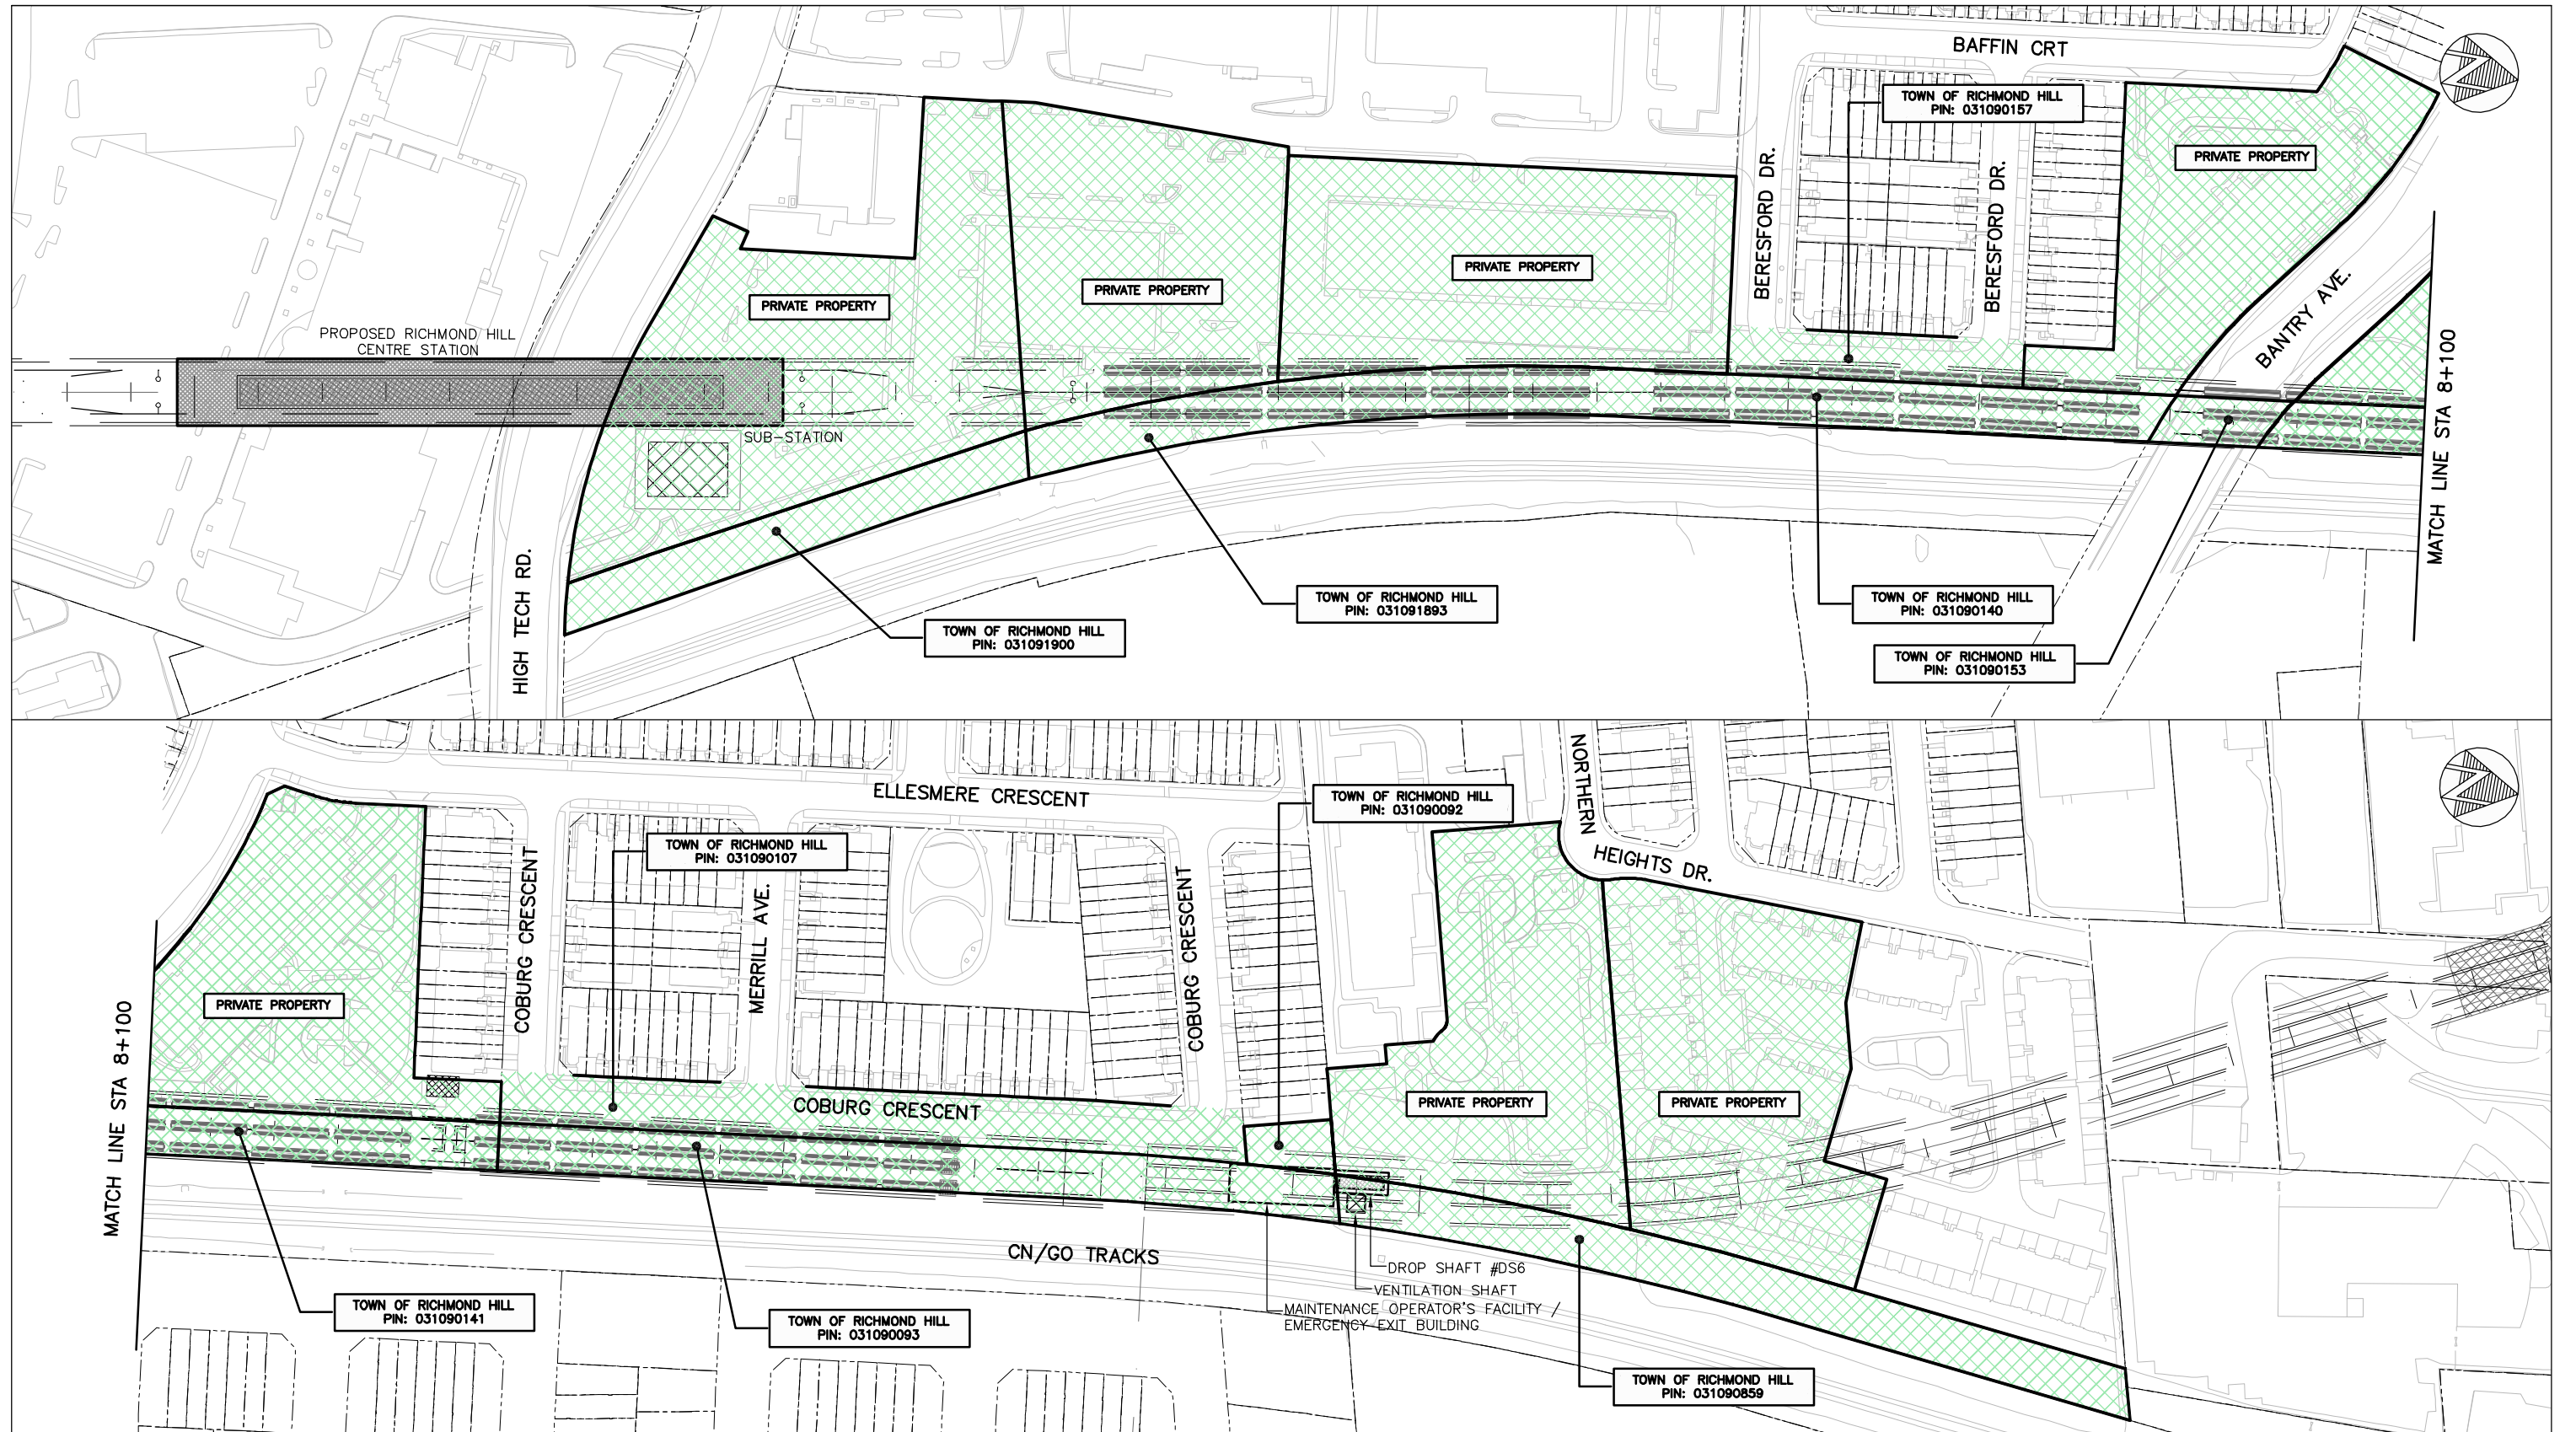 BAFFIN CRT
TOWN OF RICHMOND HILL
PIN: 031090157
PRIVATE PROPERTY
BERESFORD DR.
BERESFORD DR.
PRIVATE PROPERTY
PRIVATE PROPERTY
PRIVATE PROPERTY
BANTRY AVE.
PROPOSED RICHMOND HILL
CENTRE STATION
SUB-STATION
MATCH LINE STA 8+100
HIGH TECH RD.
TOWN OF RICHMOND HILL
PIN: 031091900
TOWN OF RICHMOND HILL
PIN: 031091893
TOWN OF RICHMOND HILL
PIN: 031090140
TOWN OF RICHMOND HILL
PIN: 031090153
ELLESMERE CRESCENT
TOWN OF RICHMOND HILL
PIN: 031090092
NORTHERN
HEIGHTS DR.
TOWN OF RICHMOND HILL
PIN: 031090107
COBURG CRESCENT
MERRILL AVE.
COBURG CRESCENT
PRIVATE PROPERTY
MATCH LINE STA 8+100
COBURG CRESCENT
PRIVATE PROPERTY
PRIVATE PROPERTY
CN/GO TRACKS
DROP SHAFT #DS6
VENTILATION SHAFT
MAINTENANCE OPERATOR'S FACILITY /
EMERGENCY EXIT BUILDING
TOWN OF RICHMOND HILL
PIN: 031090141
TOWN OF RICHMOND HILL
PIN: 031090093
TOWN OF RICHMOND HILL
PIN: 031090859